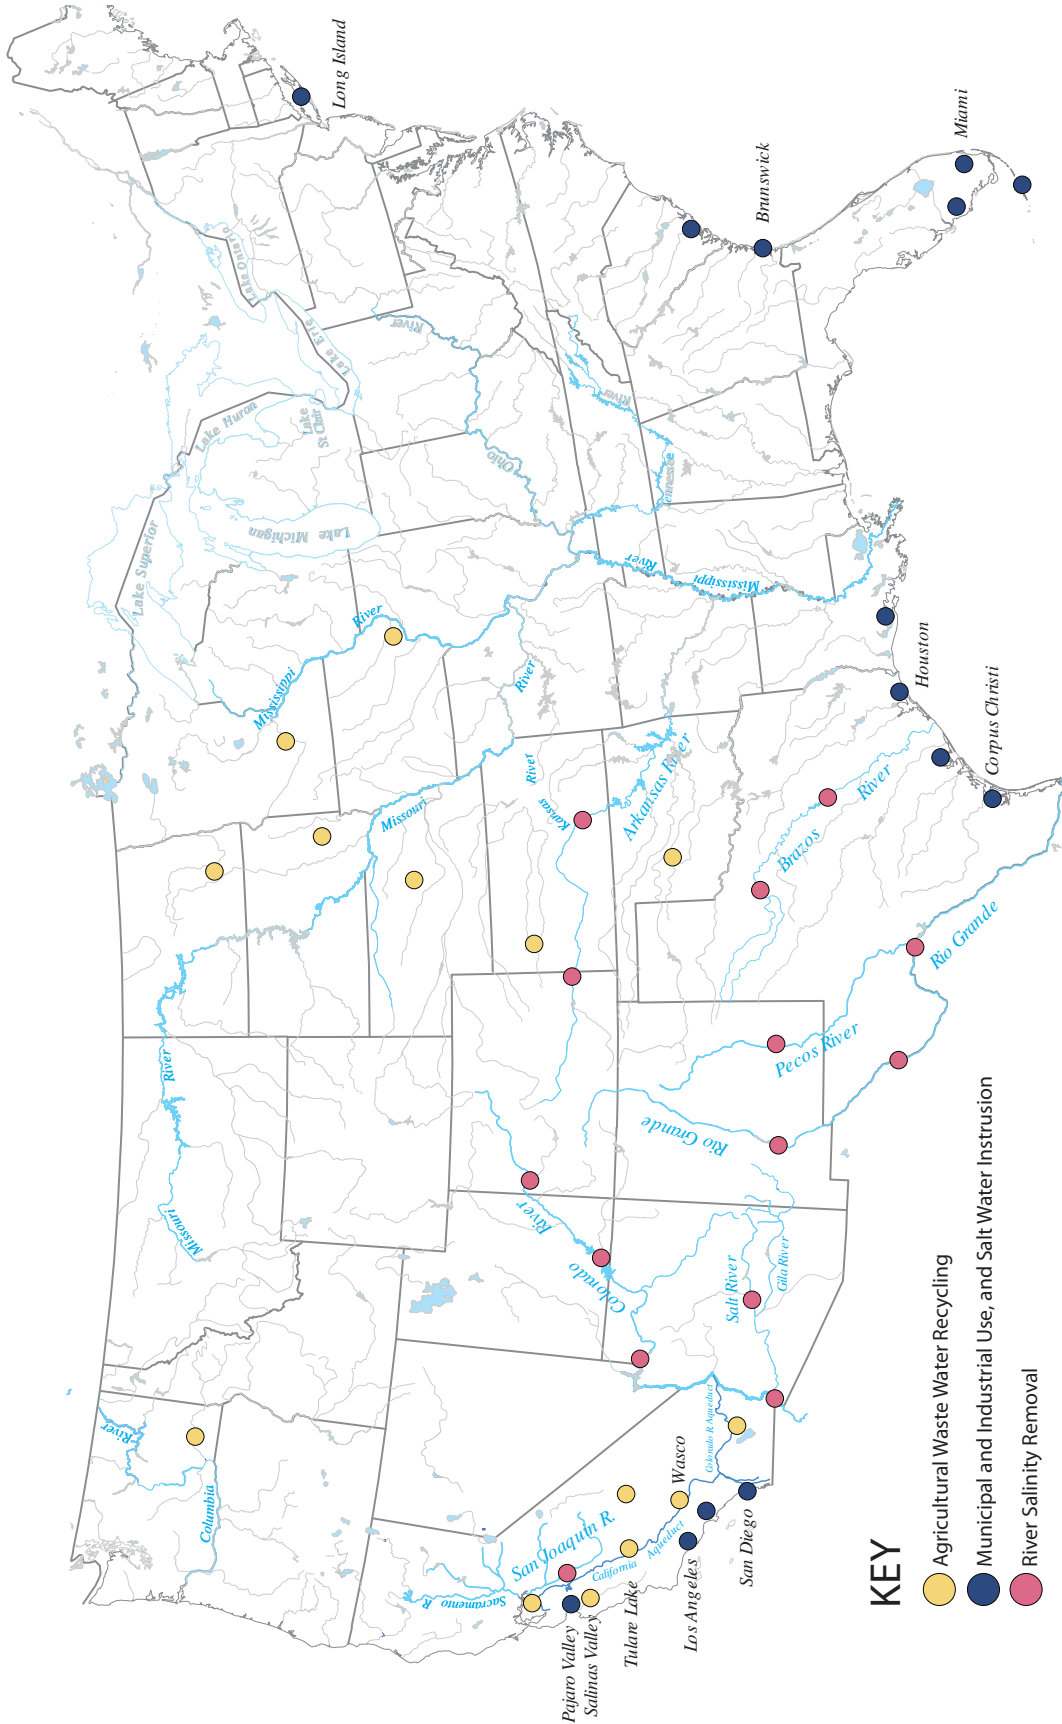 Columbia
River
Missouri
River
Missouri
Mississippi
River
Lake Superior
Lake Michigan
Lake Huron
Lake
St Clair
Lake Erie
Lake Ontario
Ohio
River
Tennessee
River
Mississippi
River
River
Kansas
River
Arkansas River
Brazos
River
Pecos River
Rio Grande
Rio Grande
Colorado
River
Salt River
Gila River
Colorado R Aqueduct
California
Aqueduct
San Joaquin R.
Sacramento R
Pajaro Valley
Salinas Valley
Tulare Lake
Wasco
Los Angeles
San Diego
Corpus Christi
Houston
Brunswick
Miami
Long Island
KEY
Agricultural Waste Water Recycling
Municipal and Industrial Use, and Salt Water Instrusion
River Salinity Removal